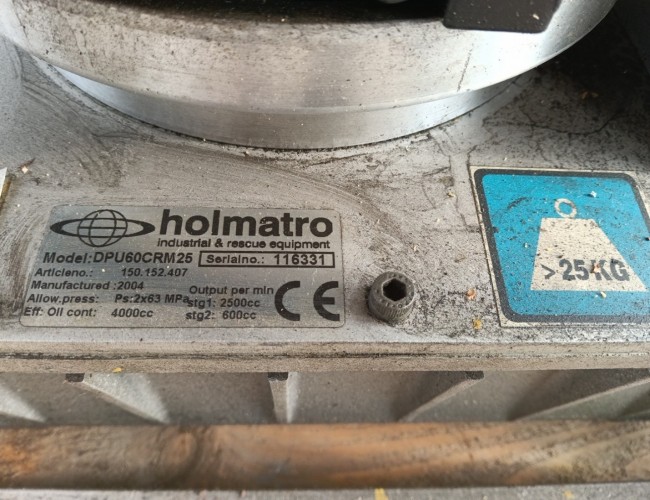 holmatro
industrial & rescue equipment
Model: DPU60CRM25 Serialno.: 116331
Articleno.: 150.152.407
Manufactured :2004 Output per min
Allow.press: Ps:2x63 MPa stg1: 2500cc
Eff: Oil cont: 4000cc stg2: 600cc
CE
> 25KG